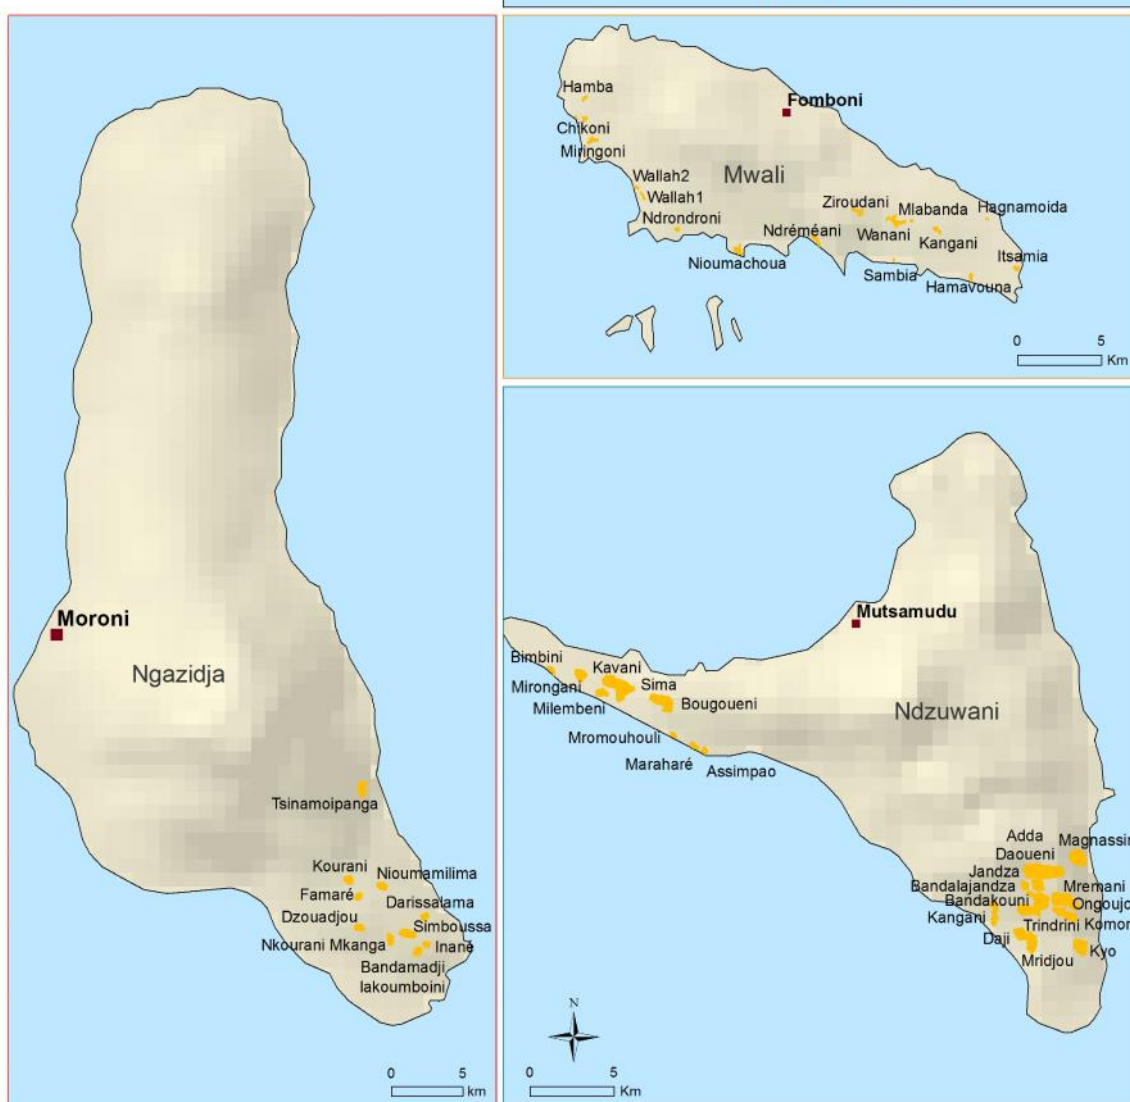 Moroni
Ngazidja
Tsinamoipanga
Kourani
Nioumamilima
Famaré
Darissalama
Dzouadjou
Simboussa
Nkourani Mkanga
Inané
Bandamadji
Iakoumboini
0 5
km
Hamba
Fomboni
Chikoni
Miringoni
Mwali
Wallah2
Wallah1
Ziroudani
Mlabanda
Hagnamoida
Ndrondroni
Ndréméani
Wanani
Kangani
Nioumachoua
Itsamia
Sambia
Hamavouna
0 5
Km
Mutsamudu
Bimbini
Kavani
Mirongani
Sima
Milembeni
Bougoueni
Ndzuwani
Mromouhouli
Maraharé
Assimpao
Adda
Magnassin
Daoueni
Jandza
Bandalajandza
Mremani
Bandakouni
Ongoujo
Kangani
Trindrini
Komor
Daji
Mridjou
Kyo
N
0 5
Km